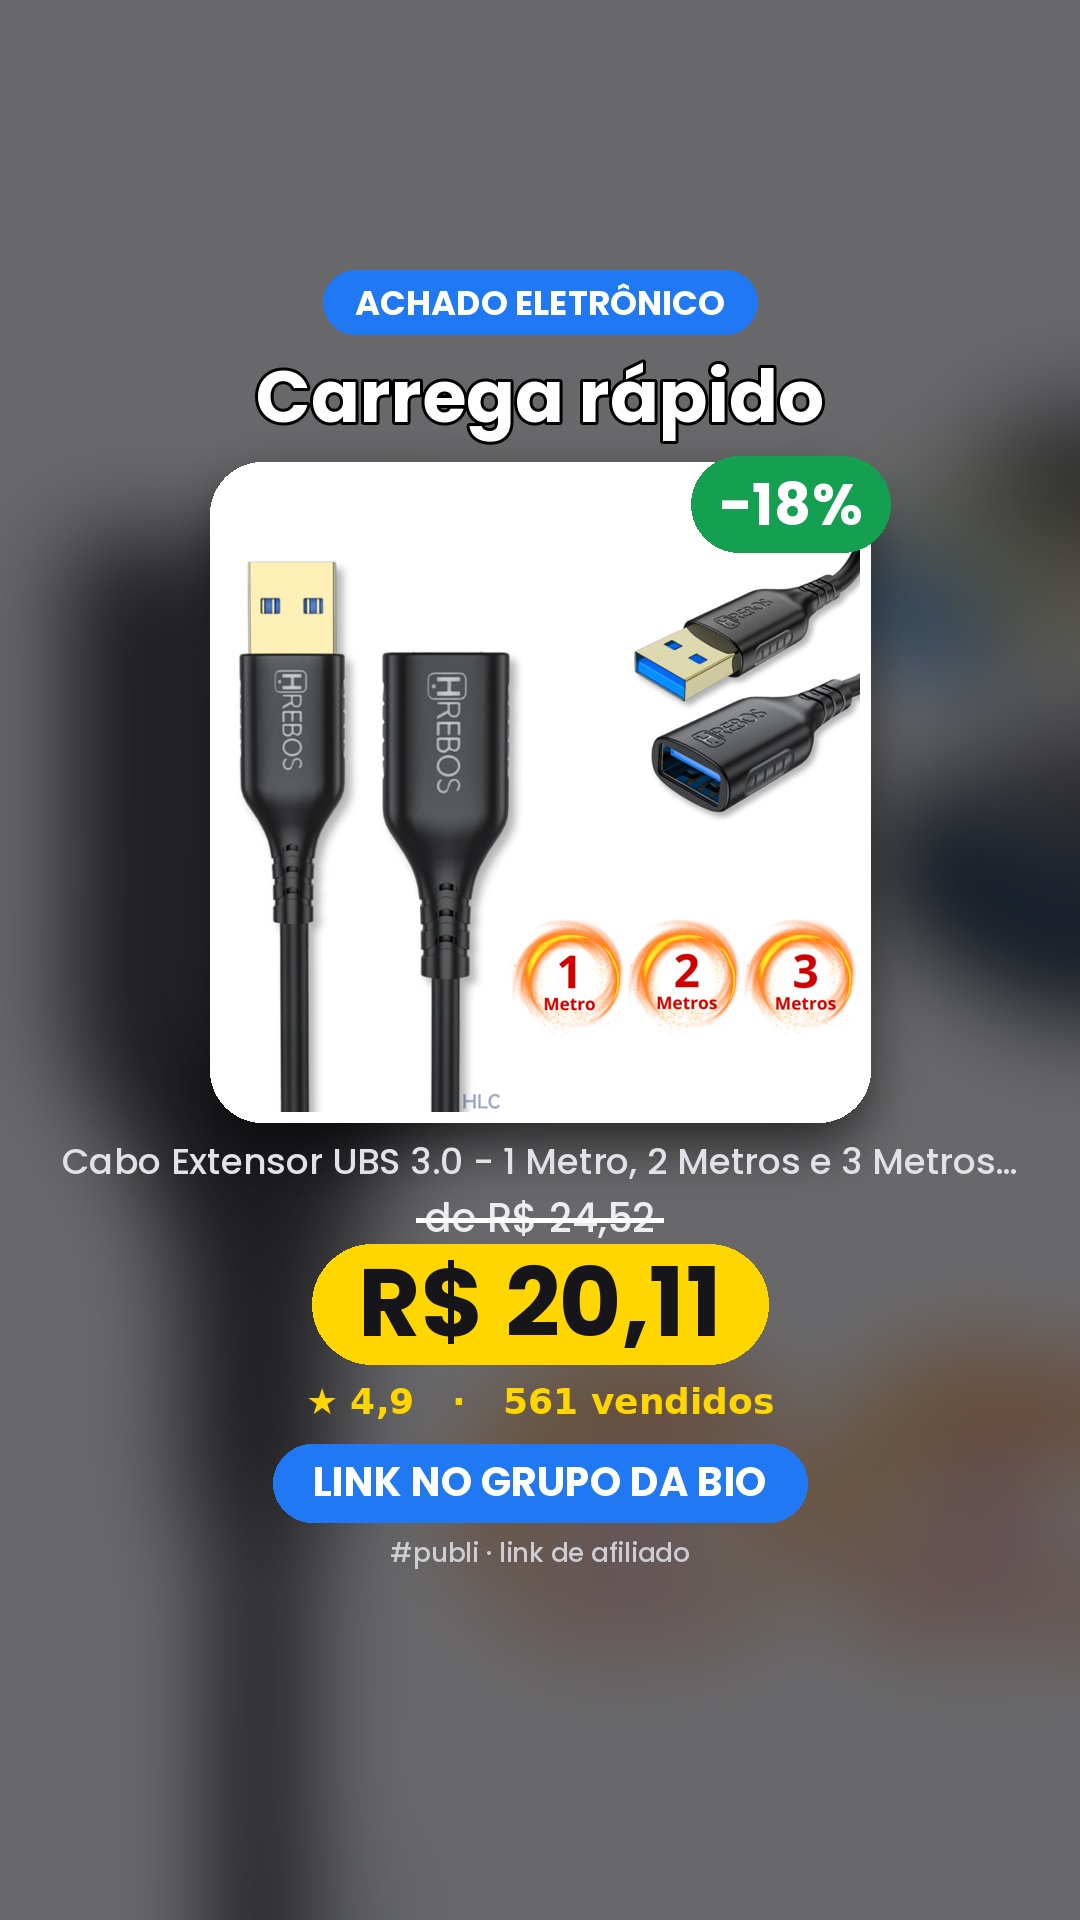 ACHADO ELETRÔNICO
Carrega rápido
-18%
HREBOS
HREBOS
HREBOS
HREBOS
1
Metro
2
Metros
3
Metros
HLC
Cabo Extensor UBS 3.0 - 1 Metro, 2 Metros e 3 Metros...
de R$ 24,52
R$ 20,11
★ 4,9 · 561 vendidos
LINK NO GRUPO DA BIO
#publi · link de afiliado